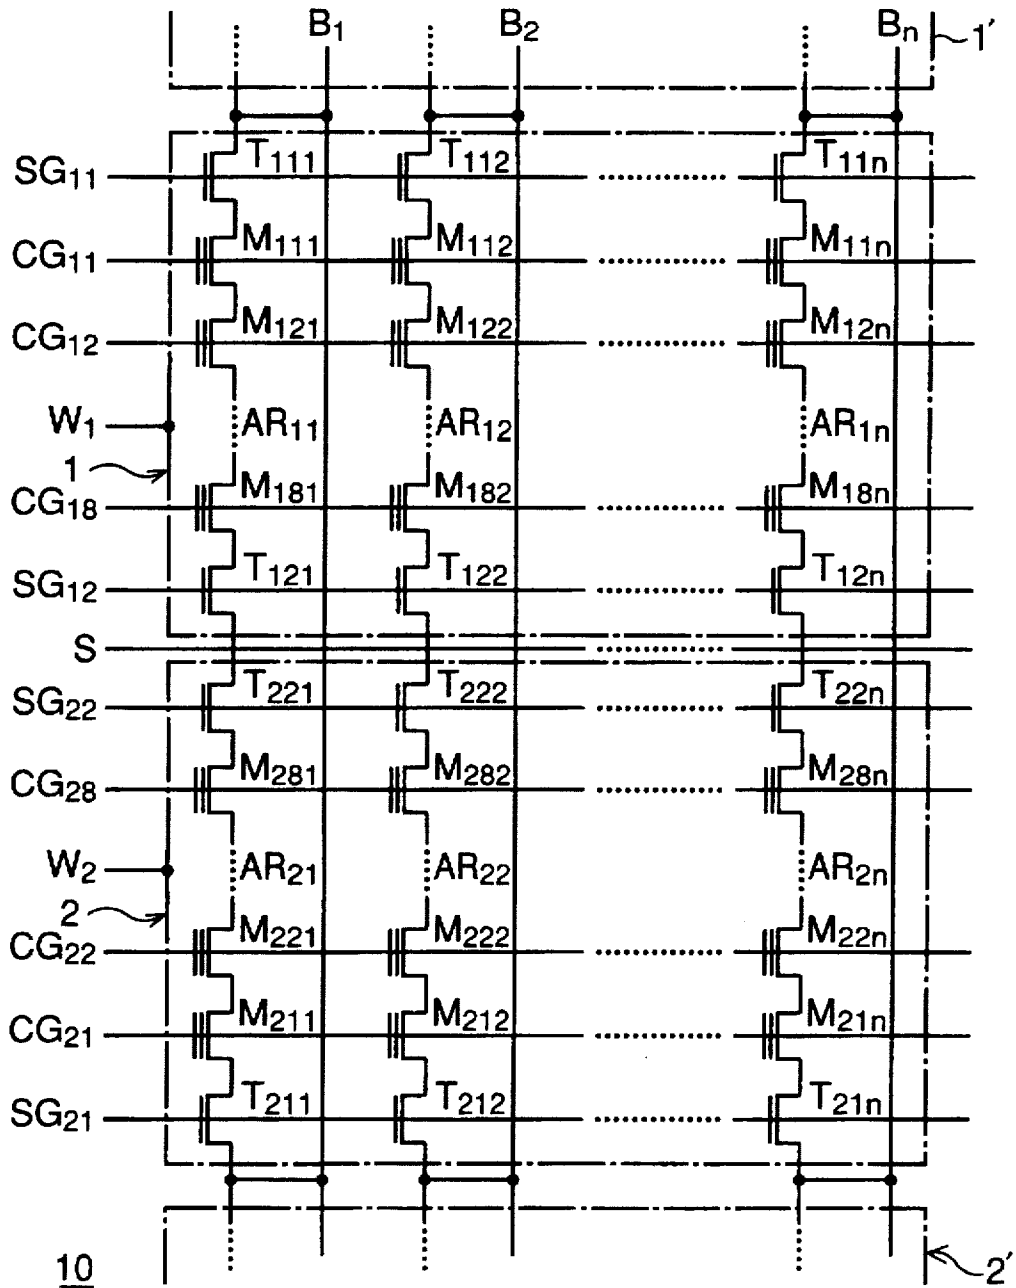 B1 B2 Bn 1'
SG11 T111 T112 T11n
CG11 M111 M112 M11n
CG12 M121 M122 M12n
W1 AR11 AR12 AR1n
1
CG18 M181 M182 M18n
SG12 T121 T122 T12n
S
SG22 T221 T222 T22n
CG28 M281 M282 M28n
W2 AR21 AR22 AR2n
2
CG22 M221 M222 M22n
CG21 M211 M212 M21n
SG21 T211 T212 T21n
10 2'